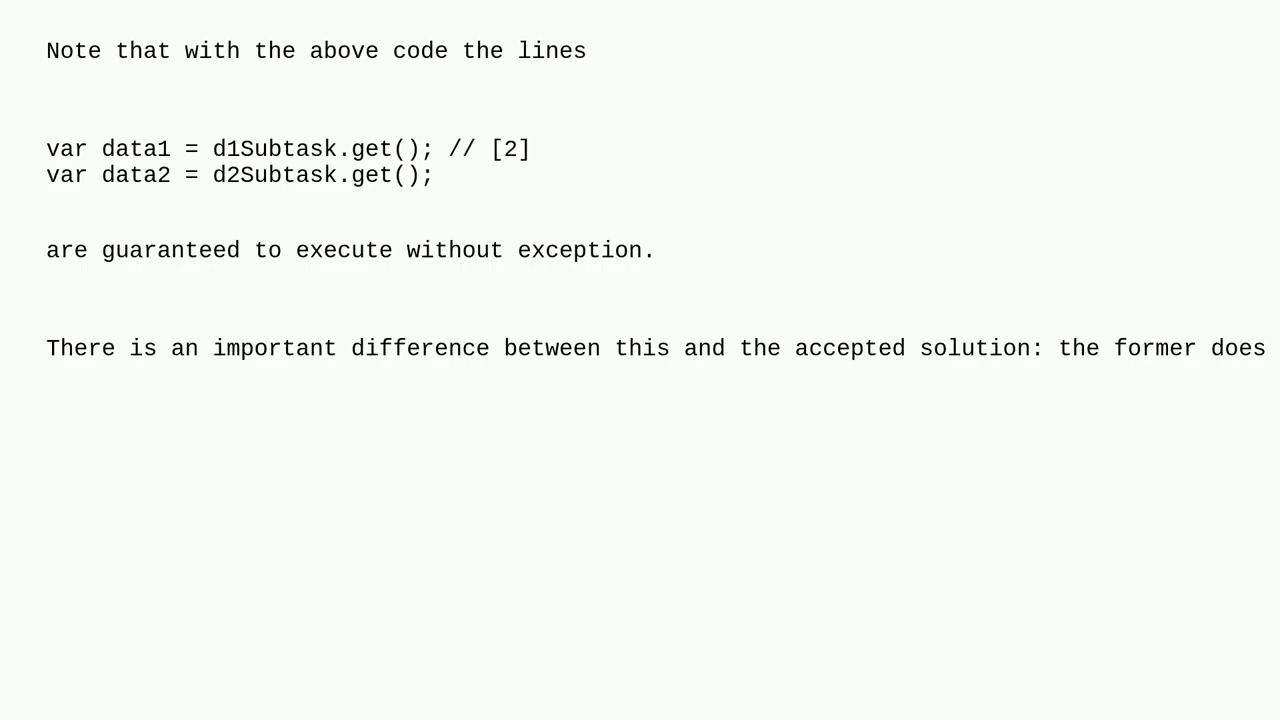 Note that with the above code the lines
var data1 = d1Subtask.get(); // [2]
var data2 = d2Subtask.get();
are guaranteed to execute without exception.
There is an important difference between this and the accepted solution: the former does